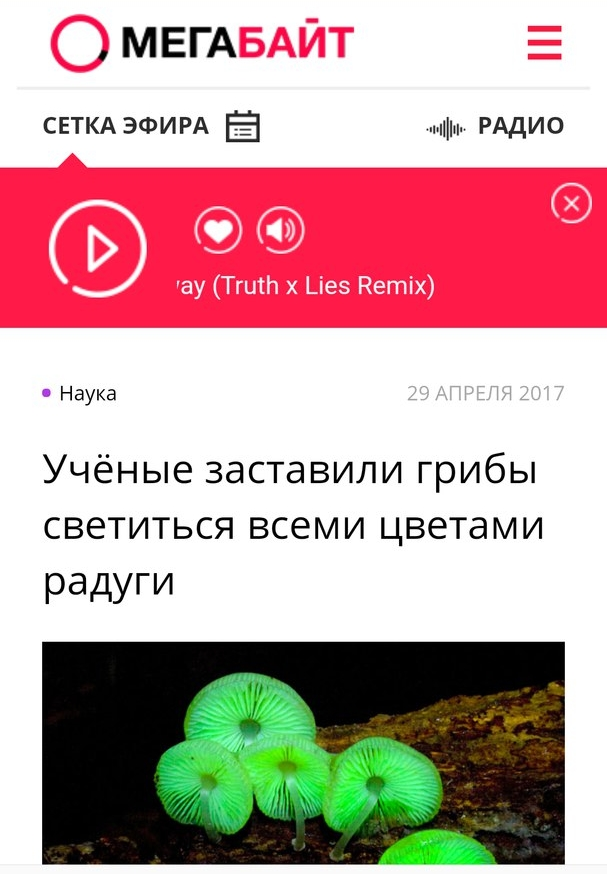 МЕГАБАЙТ
СЕТКА ЭФИРА
РАДИО
(Truth x Lies Remix)
Наука
29 АПРЕЛЯ 2017
Учёные заставили грибы
светиться всеми цветами
радуги